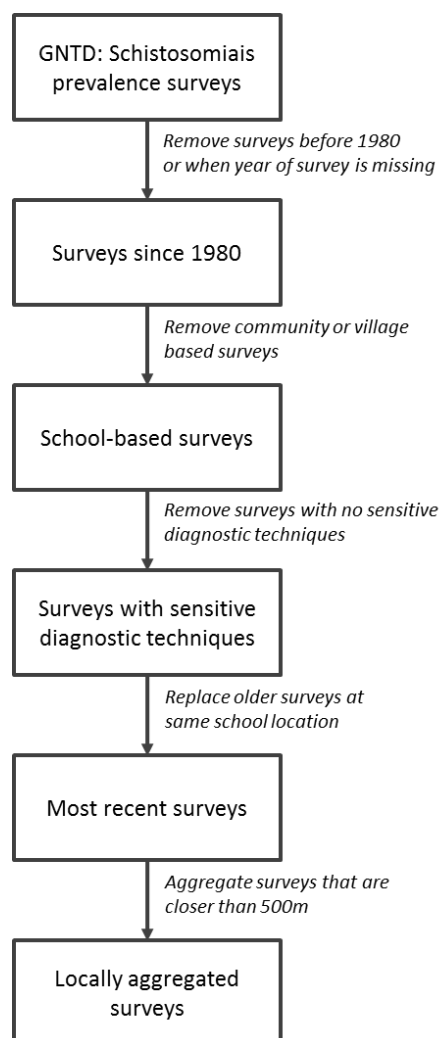 GNTD: Schistosomiais
prevalence surveys
Remove surveys before 1980
or when year of survey is missing
Surveys since 1980
Remove community or village
based surveys
School-based surveys
Remove surveys with no sensitive
diagnostic techniques
Surveys with sensitive
diagnostic techniques
Replace older surveys at
same school location
Most recent surveys
Aggregate surveys that are
closer than 500m
Locally aggregated
surveys